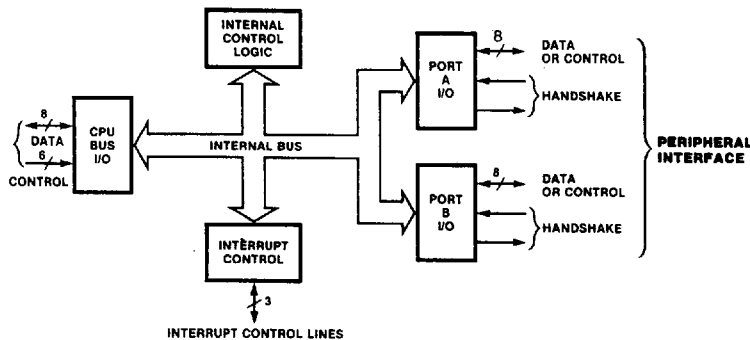 INTERNAL
CONTROL
LOGIC
8
DATA
6
CONTROL
CPU
BUS
I/O
INTERNAL BUS
INTERRUPT
CONTROL
3
INTERRUPT CONTROL LINES
PORT
A
I/O
8
DATA
OR CONTROL
HANDSHAKE
PORT
B
I/O
8
DATA
OR CONTROL
HANDSHAKE
PERIPHERAL
INTERFACE